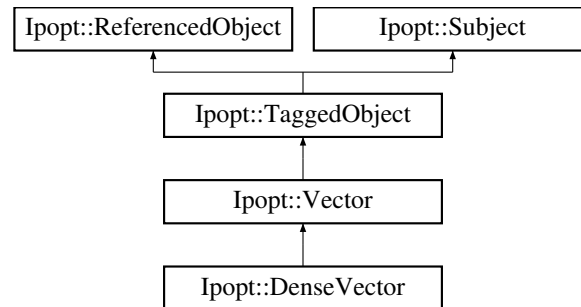 Ipopt::ReferencedObject
Ipopt::Subject
Ipopt::TaggedObject
Ipopt::Vector
Ipopt::DenseVector